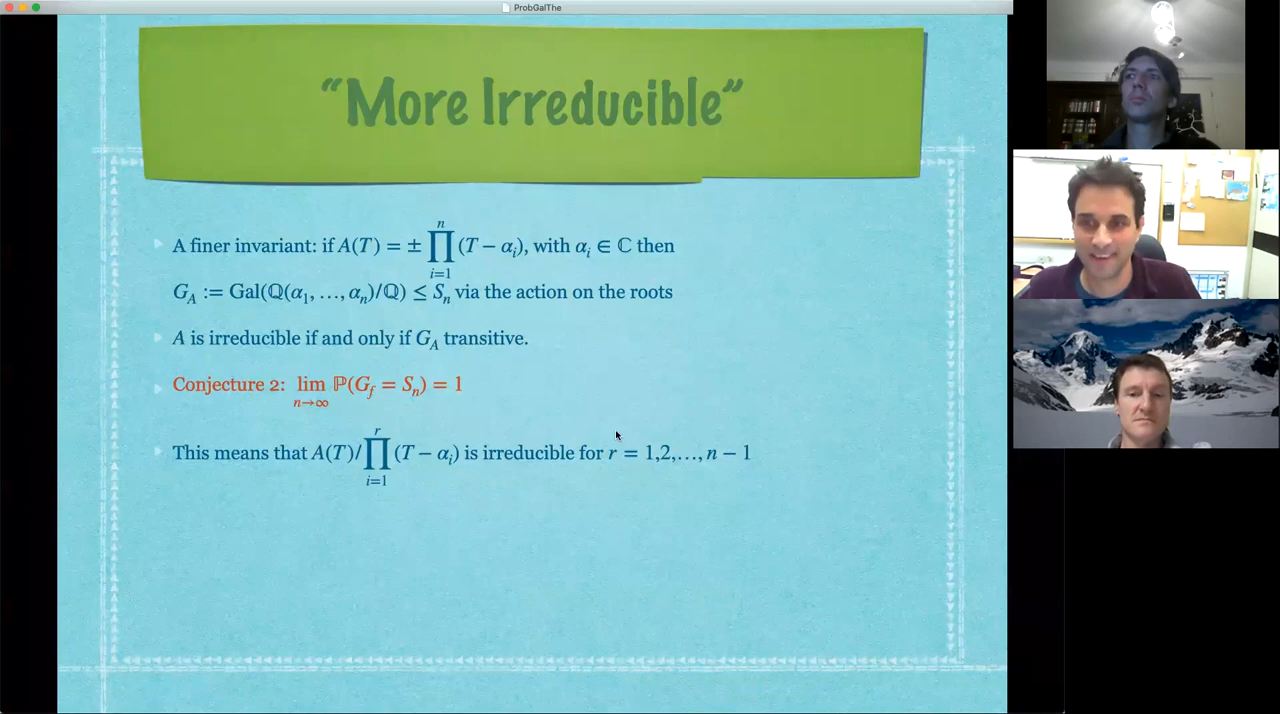 ProbGalThe
“More Irreducible”
A finer invariant: if A(T) = ± ∏_{i=1}^{n} (T − α_i), with α_i ∈ ℂ then
G_A := Gal(ℚ(α_1, …, α_n)/ℚ) ≤ S_n via the action on the roots
A is irreducible if and only if G_A transitive.
Conjecture 2: lim_{n→∞} ℙ(G_f = S_n) = 1
This means that A(T)/∏_{i=1}^{r} (T − α_i) is irreducible for r = 1,2,…, n − 1